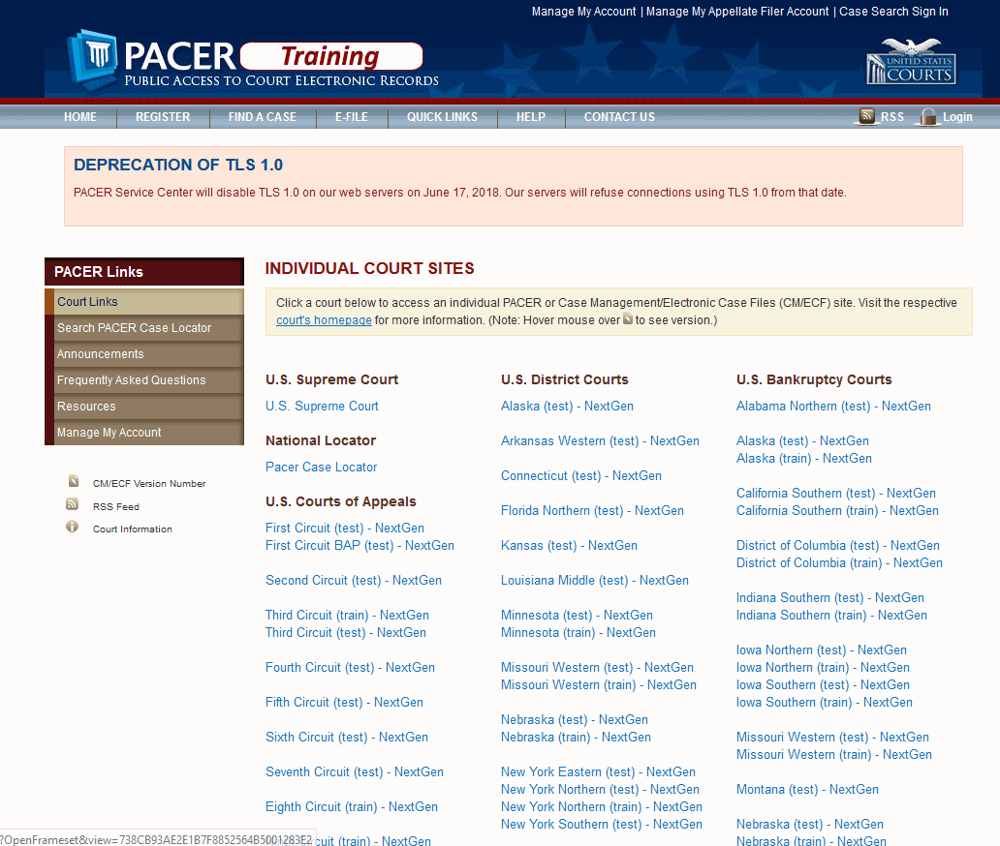 Manage My Account | Manage My Appellate Filer Account | Case Search Sign In
PACER Training
PUBLIC ACCESS TO COURT ELECTRONIC RECORDS
UNITED STATES
COURTS
HOME
REGISTER
FIND A CASE
E-FILE
QUICK LINKS
HELP
CONTACT US
RSS
Login
DEPRECATION OF TLS 1.0
PACER Service Center will disable TLS 1.0 on our web servers on June 17, 2018. Our servers will refuse connections using TLS 1.0 from that date.
PACER Links
Court Links
Search PACER Case Locator
Announcements
Frequently Asked Questions
Resources
Manage My Account
CM/ECF Version Number
RSS Feed
Court Information
INDIVIDUAL COURT SITES
Click a court below to access an individual PACER or Case Management/Electronic Case Files (CM/ECF) site. Visit the respective
court's homepage for more information. (Note: Hover mouse over to see version.)
U.S. Supreme Court
U.S. Supreme Court
National Locator
Pacer Case Locator
U.S. Courts of Appeals
First Circuit (test) - NextGen
First Circuit BAP (test) - NextGen
Second Circuit (test) - NextGen
Third Circuit (train) - NextGen
Third Circuit (test) - NextGen
Fourth Circuit (test) - NextGen
Fifth Circuit (test) - NextGen
Sixth Circuit (test) - NextGen
Seventh Circuit (test) - NextGen
Eighth Circuit (train) - NextGen
(train) - NextGen
U.S. District Courts
Alaska (test) - NextGen
Arkansas Western (test) - NextGen
Connecticut (test) - NextGen
Florida Northern (test) - NextGen
Kansas (test) - NextGen
Louisiana Middle (test) - NextGen
Minnesota (test) - NextGen
Minnesota (train) - NextGen
Missouri Western (test) - NextGen
Missouri Western (train) - NextGen
Nebraska (test) - NextGen
Nebraska (train) - NextGen
New York Eastern (test) - NextGen
New York Northern (test) - NextGen
New York Northern (train) - NextGen
New York Southern (test) - NextGen
U.S. Bankruptcy Courts
Alabama Northern (test) - NextGen
Alaska (test) - NextGen
Alaska (train) - NextGen
California Southern (test) - NextGen
California Southern (train) - NextGen
District of Columbia (test) - NextGen
District of Columbia (train) - NextGen
Indiana Southern (test) - NextGen
Indiana Southern (train) - NextGen
Iowa Northern (test) - NextGen
Iowa Northern (train) - NextGen
Iowa Southern (test) - NextGen
Iowa Southern (train) - NextGen
Missouri Western (test) - NextGen
Missouri Western (train) - NextGen
Montana (test) - NextGen
Nebraska (test) - NextGen
Nebraska (train) - NextGen
?OpenFrameset&view=738CB93AE2E1B7F8852564B5001283E2